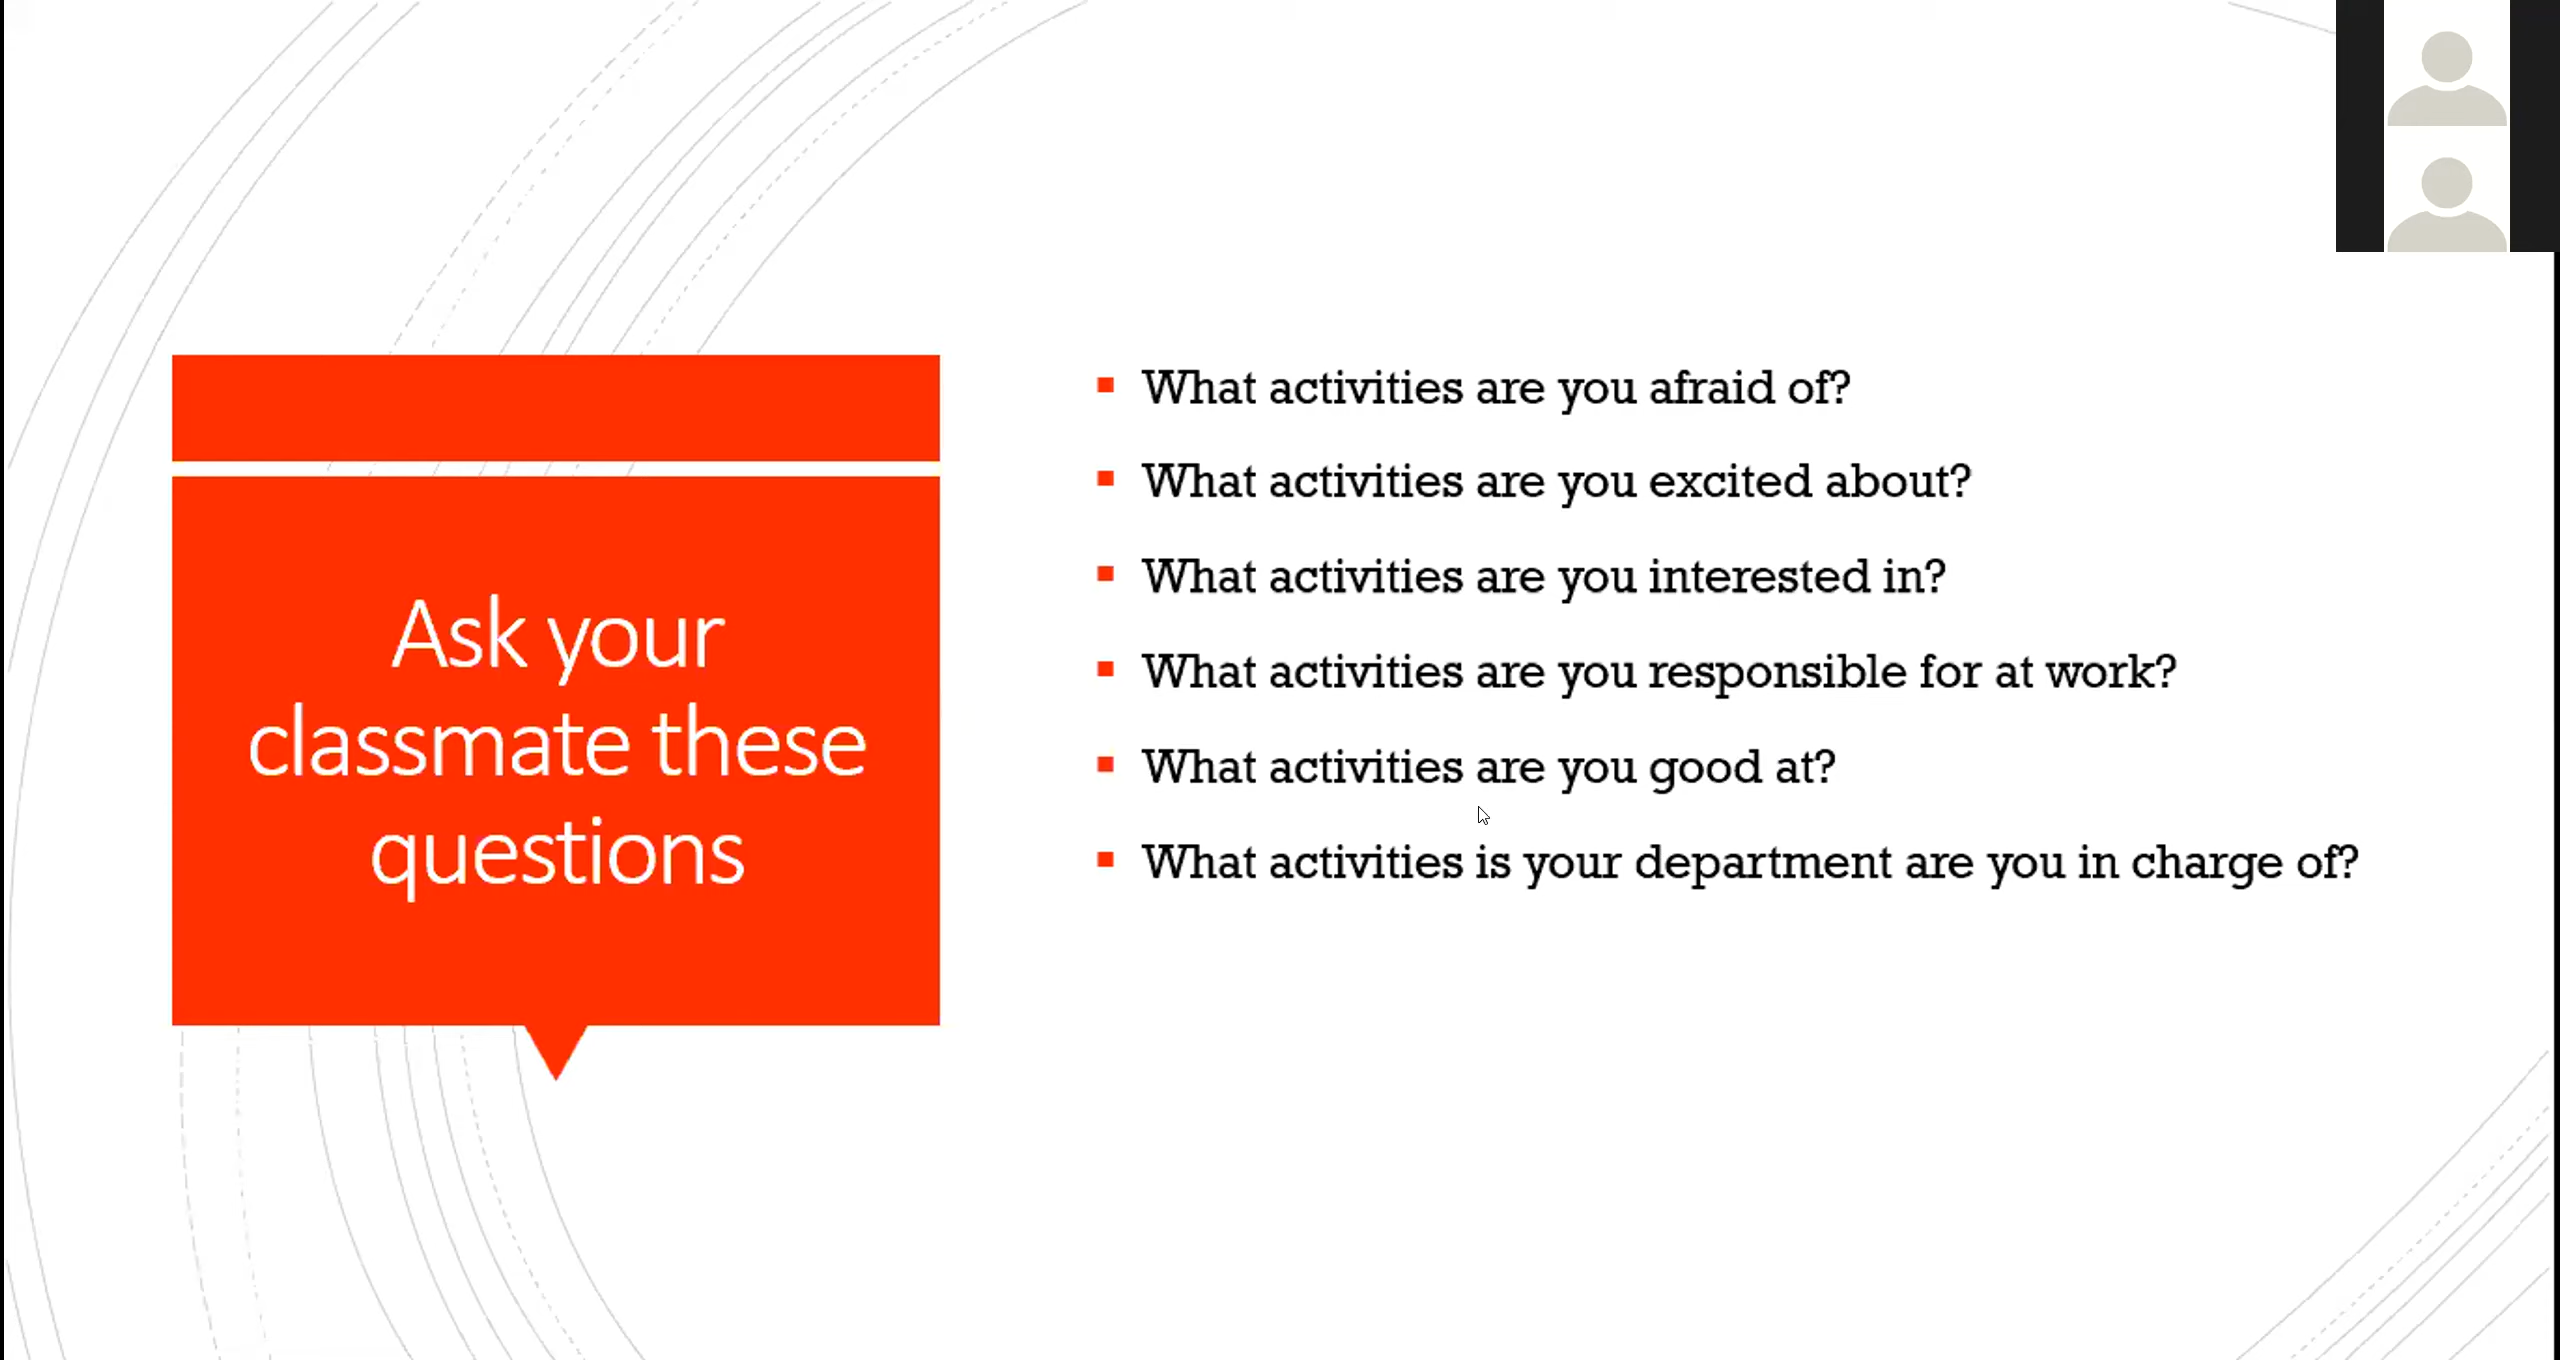 Ask your
classmate these
questions
What activities are you afraid of?
What activities are you excited about?
What activities are you interested in?
What activities are you responsible for at work?
What activities are you good at?
What activities is your department are you in charge of?